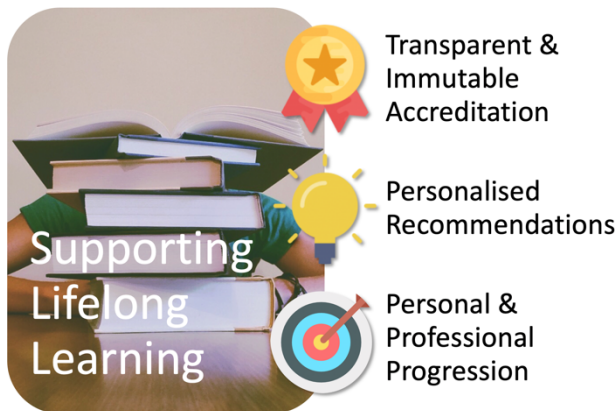 Supporting
Lifelong
Learning
Transparent &
Immutable
Accreditation
Personalised
Recommendations
Personal &
Professional
Progression